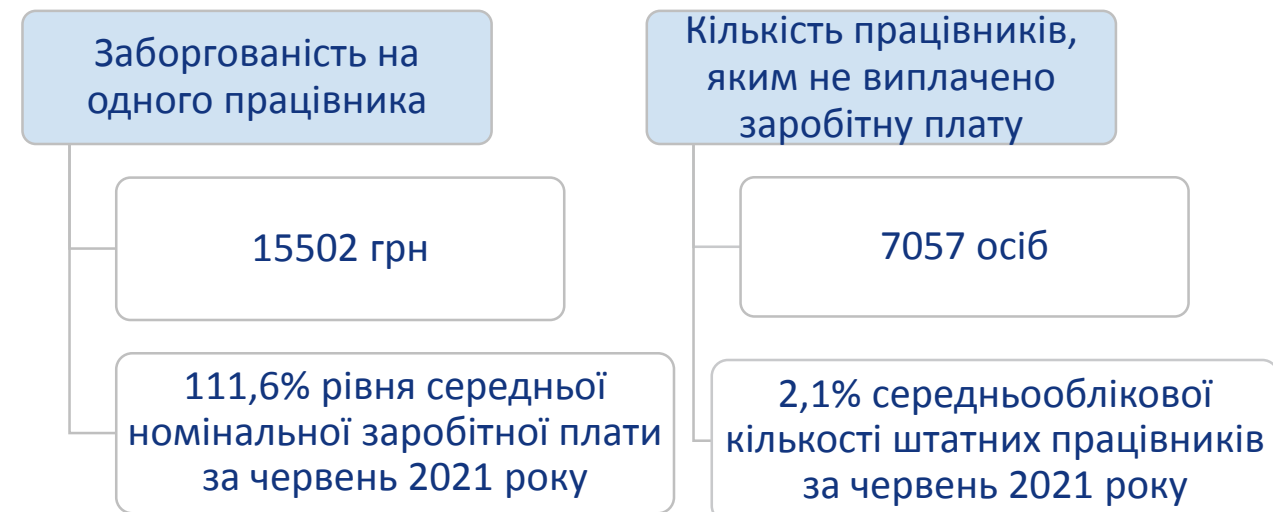 Заборгованість на
одного працівника
15502 грн
111,6% рівня середньої
номінальної заробітної плати
за червень 2021 року
Кількість працівників,
яким не виплачено
заробітну плату
7057 осіб
2,1% середньооблікової
кількості штатних працівників
за червень 2021 року